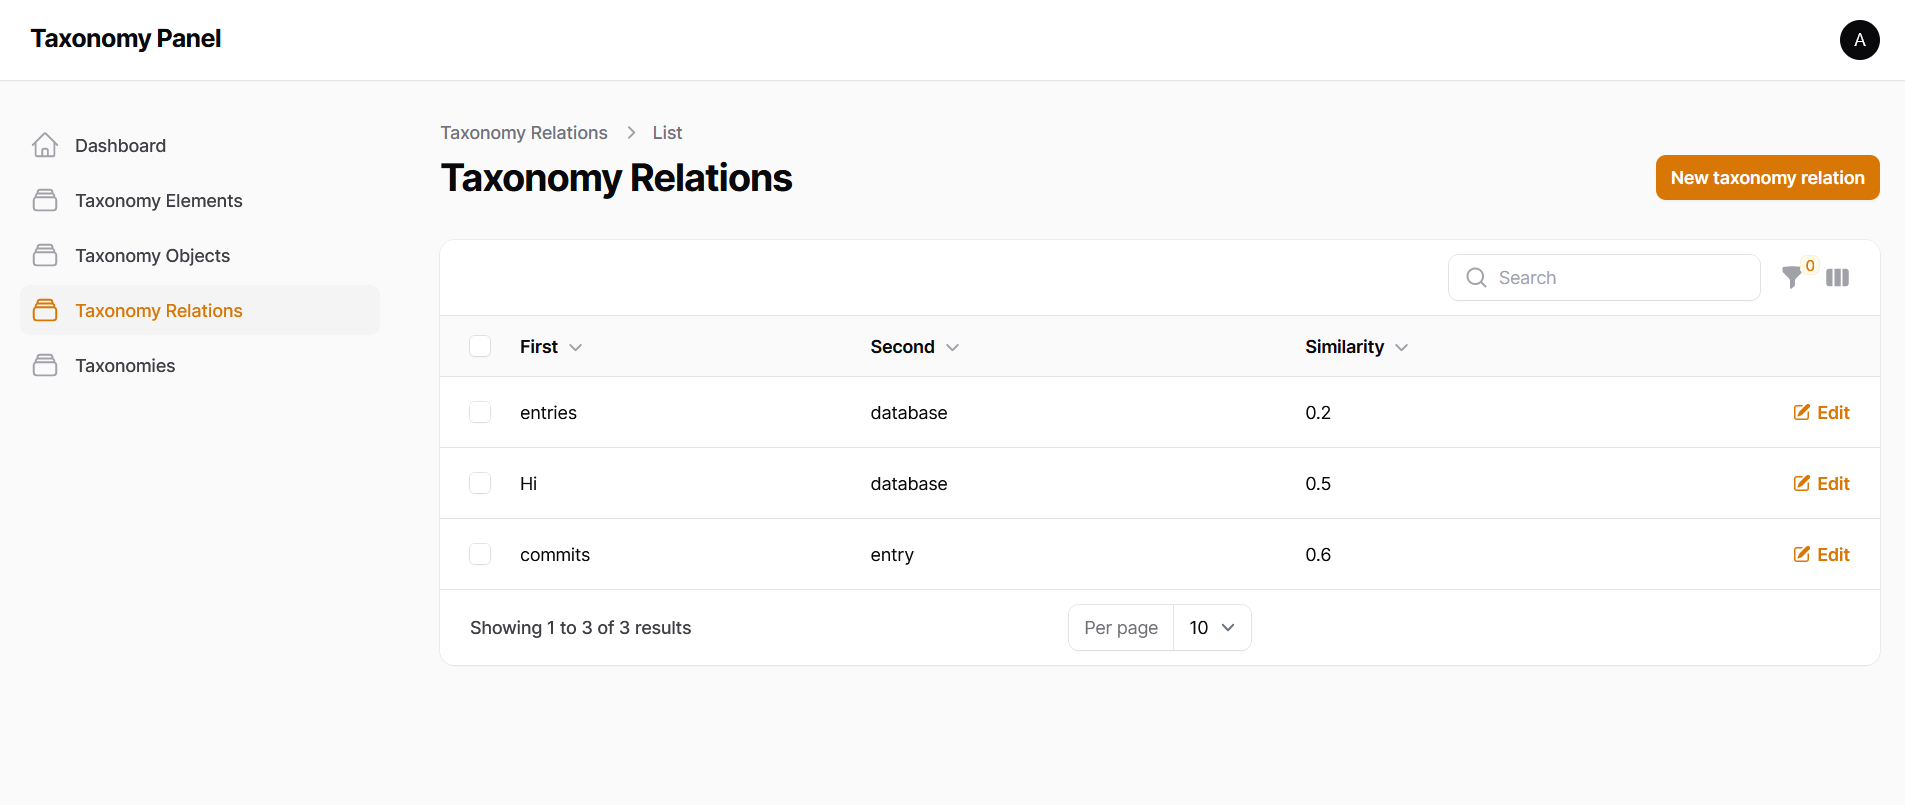 Taxonomy Panel
A
Dashboard
Taxonomy Elements
Taxonomy Objects
Taxonomy Relations
Taxonomies
Taxonomy Relations > List
Taxonomy Relations
New taxonomy relation
Search
0
First Second Similarity
entries database 0.2 Edit
Hi database 0.5 Edit
commits entry 0.6 Edit
Showing 1 to 3 of 3 results
Per page 10